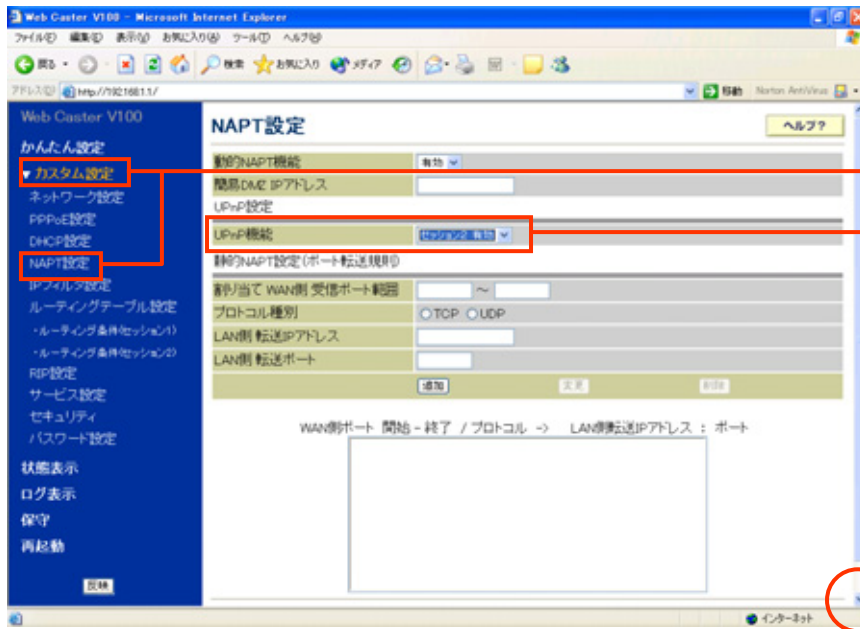 Web Caster V100 - Microsoft Internet Explorer
ファイル(F) 編集(E) 表示(V) お気に入り(A) ツール(T) ヘルプ(H)
戻る 検索 お気に入り メディア
アドレス(D) http://192.168.1.1/ 移動 Norton AntiVirus
Web Caster V100
かんたん設定
▼カスタム設定
ネットワーク設定
PPPoE設定
DHCP設定
NAPT設定
IPフィルタ設定
ルーティングテーブル設定
・ルーティング条件(セッション1)
・ルーティング条件(セッション2)
RIP設定
サービス設定
セキュリティ
パスワード設定
状態表示
ログ表示
保守
再起動
反映
NAPT設定
ヘルプ?
動的NAPT機能 有効
簡易DMZ IPアドレス
UPnP設定
UPnP機能 セッション2 有効
静的NAPT設定(ポート転送規則)
割り当て WAN側 受信ポート範囲 ~
プロトコル種別 TCP UDP
LAN側 転送IPアドレス
LAN側 転送ポート
追加 変更 削除
WAN側ポート 開始 - 終了 / プロトコル -> LAN側転送IPアドレス : ポート
インターネット